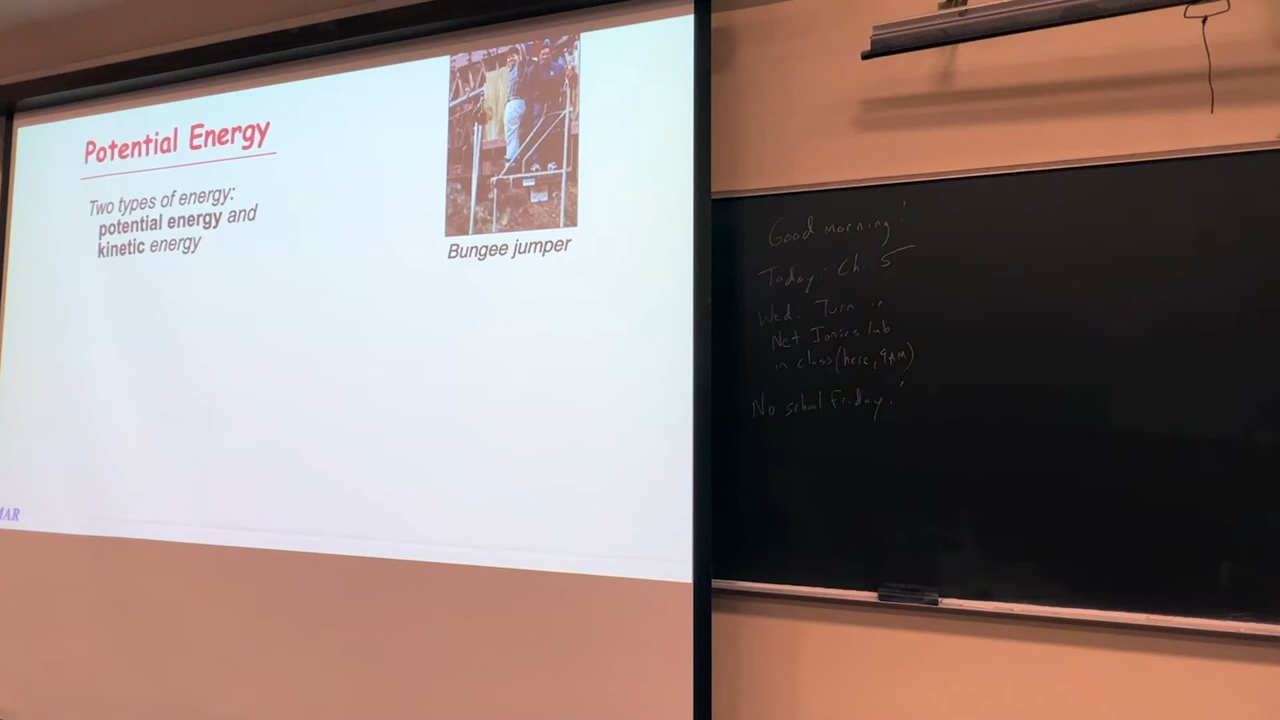 Potential Energy
Two types of energy:
potential energy and
kinetic energy
Bungee jumper
MAR
Good morning!
Today: Ch. 5
Wed. Turn in
Net Ionics lab
in class (here, 9AM)
No school Friday!